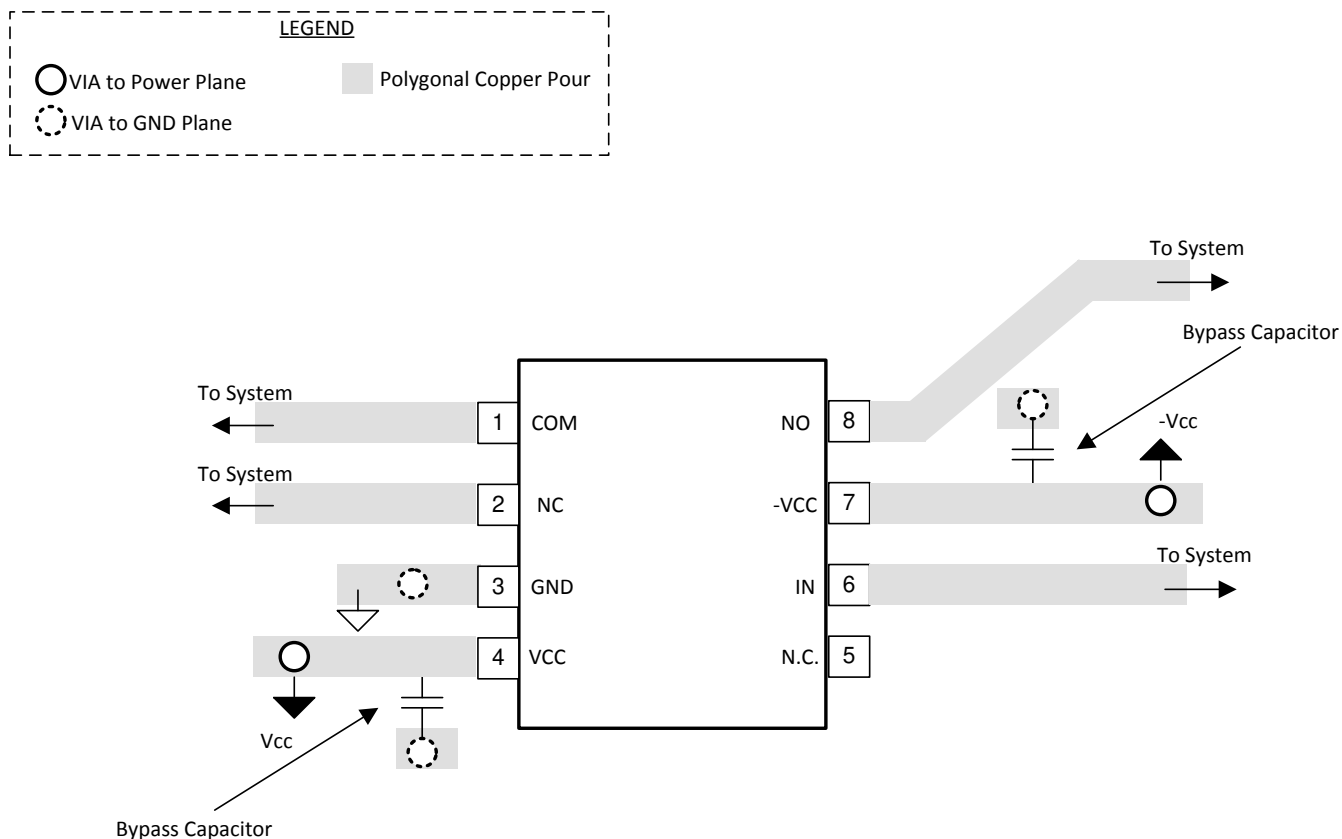 LEGEND
VIA to Power Plane
Polygonal Copper Pour
VIA to GND Plane
To System
Bypass Capacitor
To System
1
COM
NO
8
-Vcc
To System
2
NC
-VCC
7
To System
3
GND
IN
6
4
VCC
N.C.
5
Vcc
Bypass Capacitor